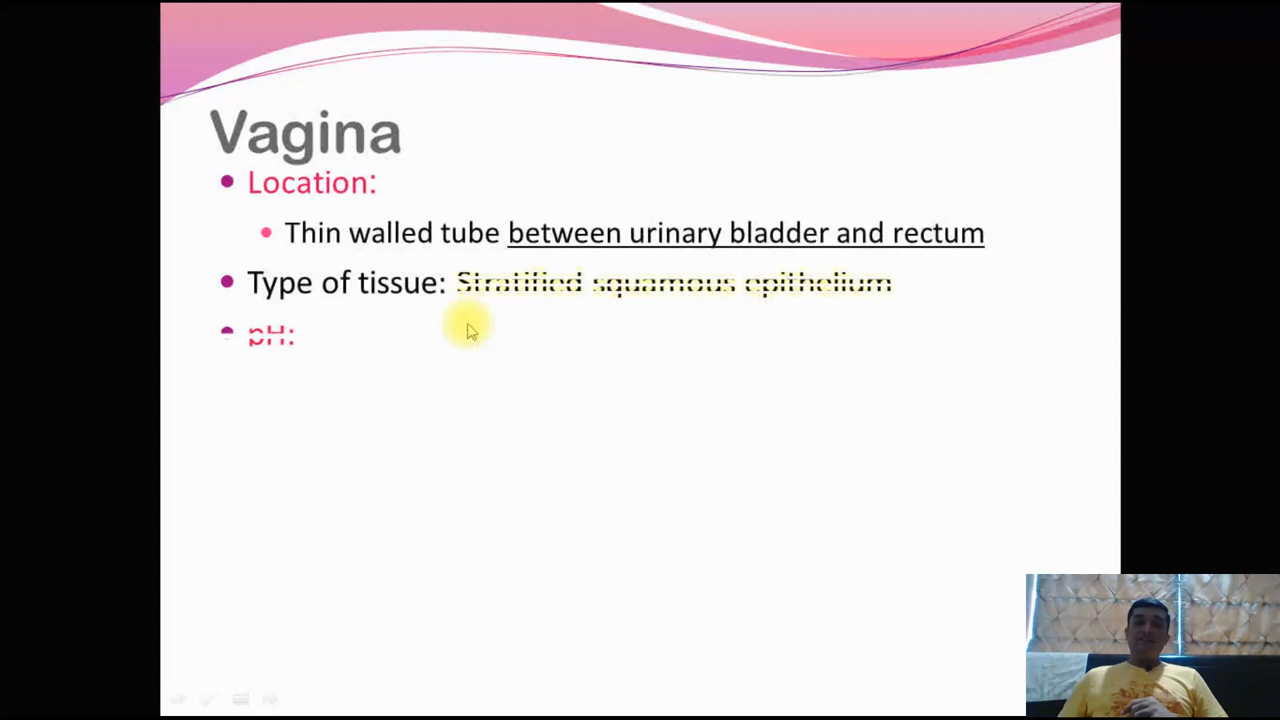 Vagina
Location:
Thin walled tube between urinary bladder and rectum
Type of tissue: Stratified squamous epithelium
pH: